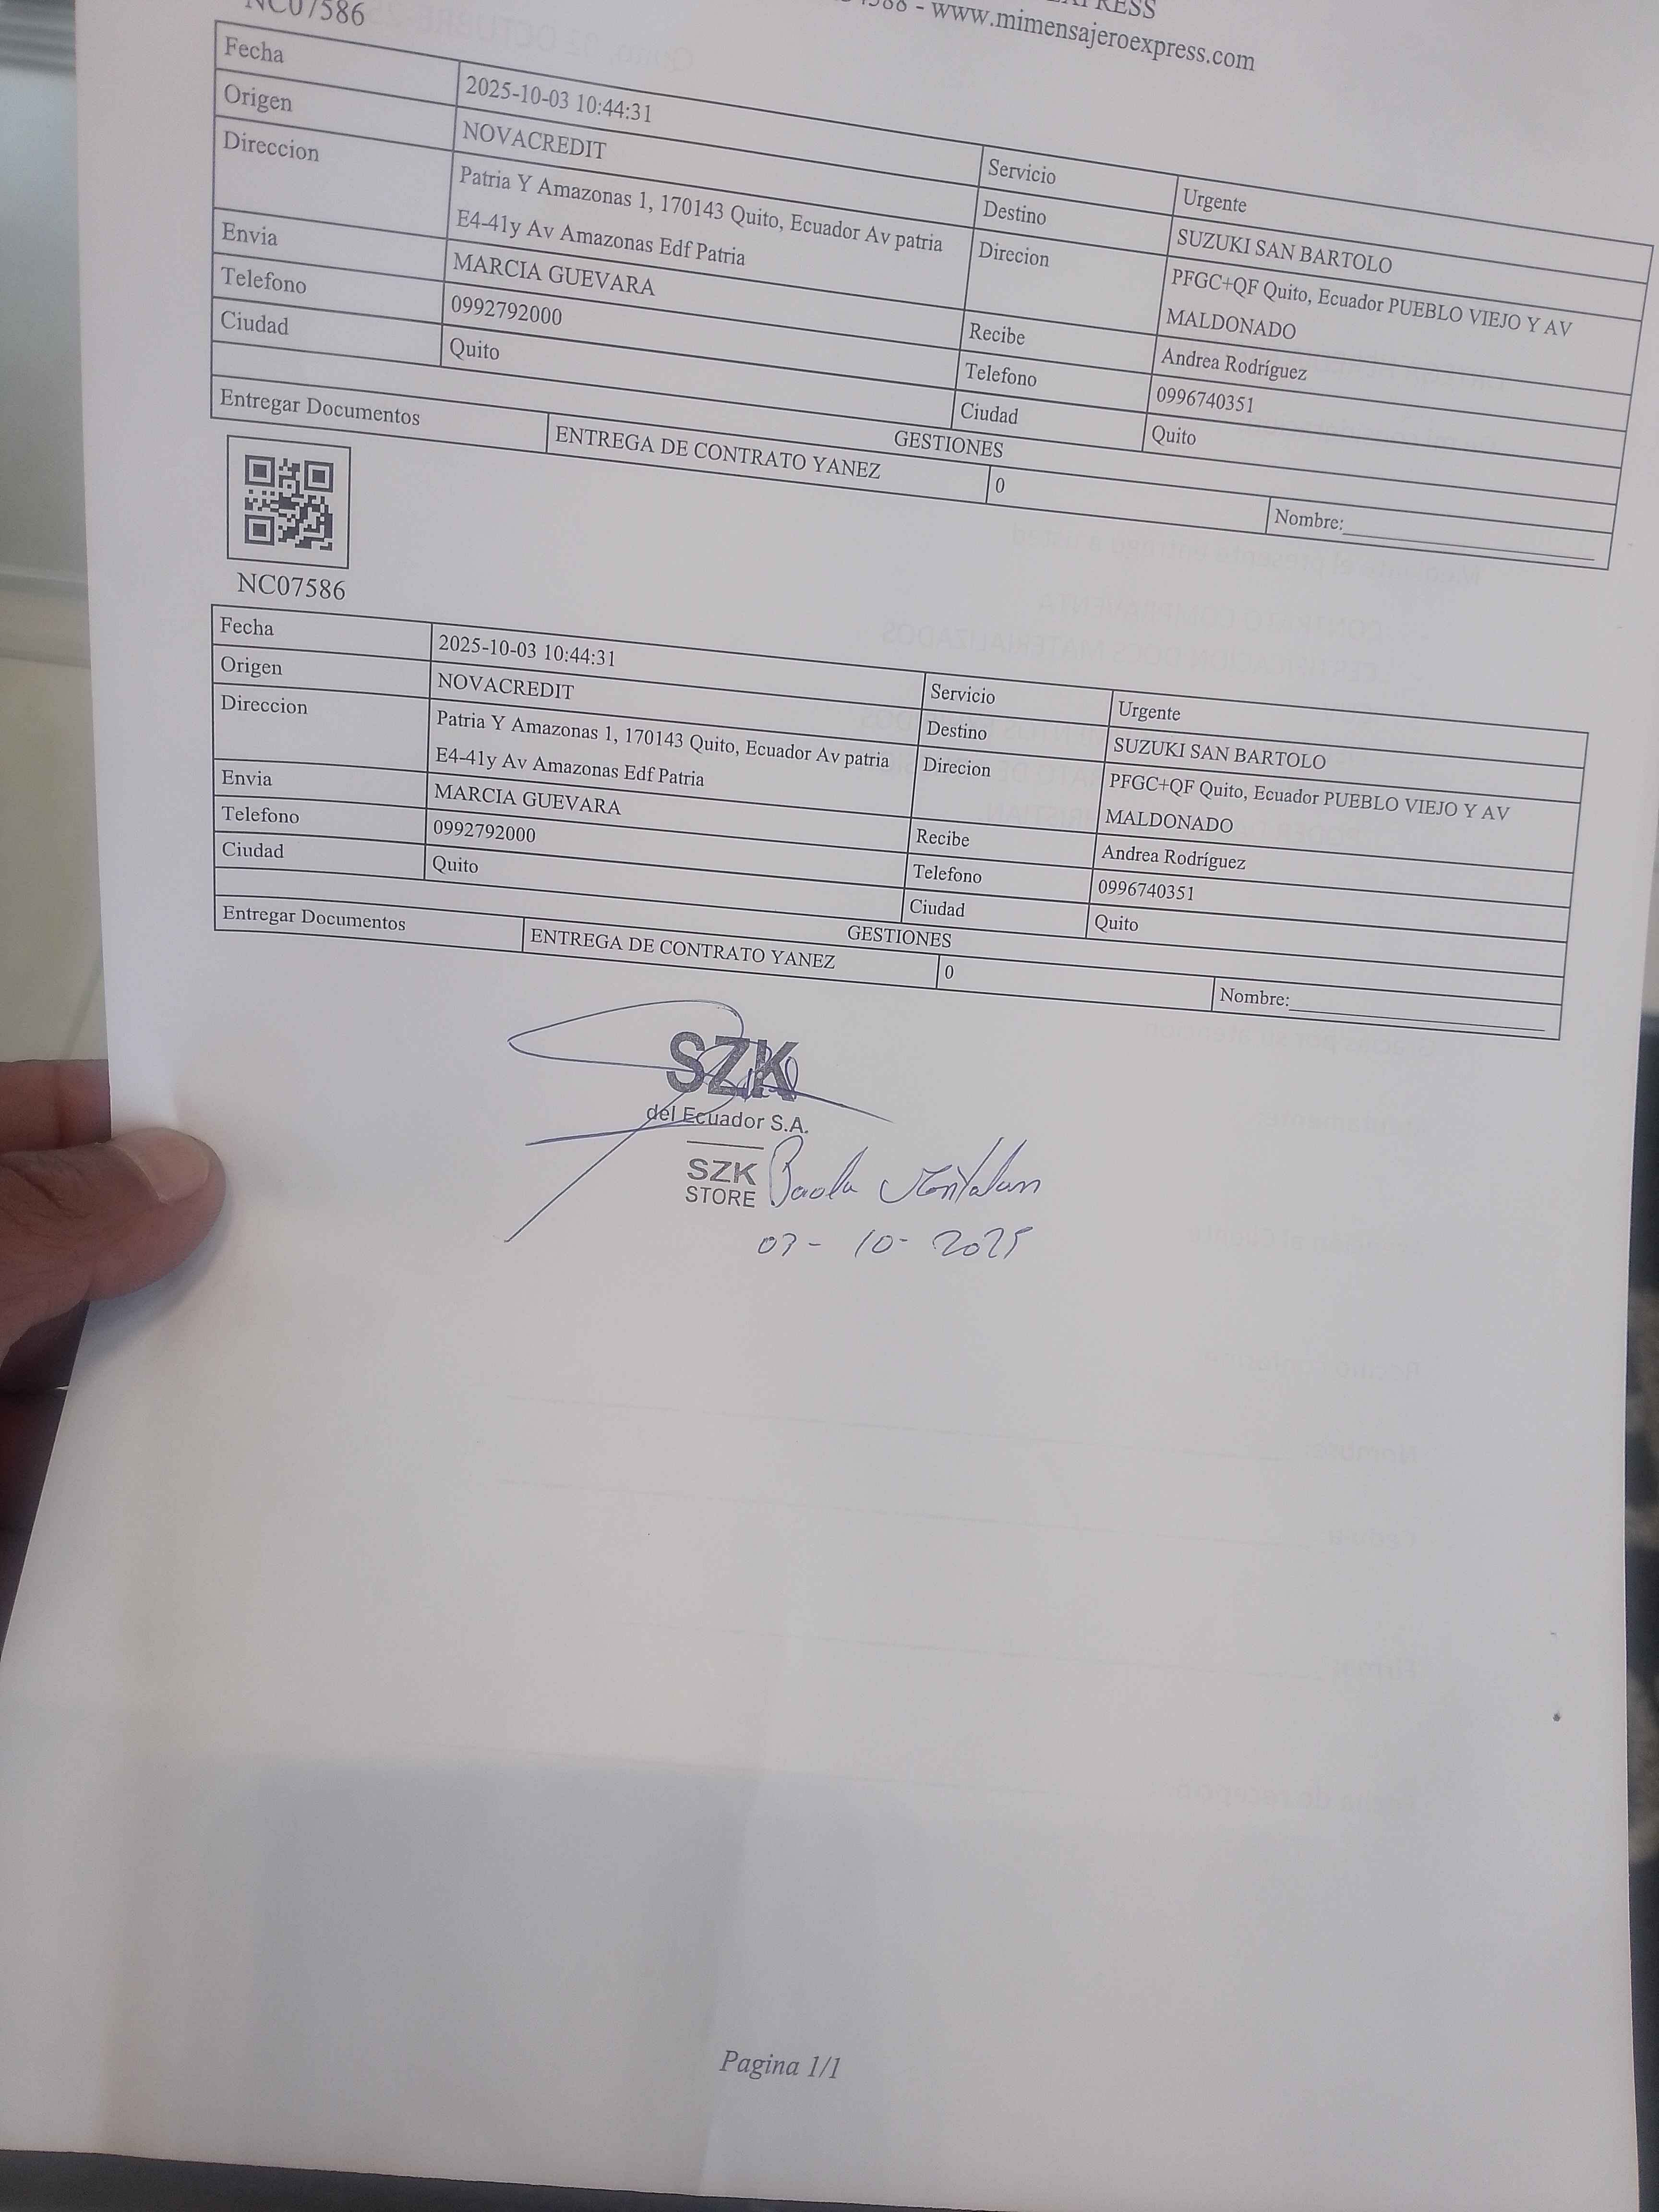 NC07586
EXPRESS
www.mimensajeroexpress.com
Fecha 2025-10-03 10:44:31 Servicio Urgente
Origen NOVACREDIT Destino SUZUKI SAN BARTOLO
Direccion Patria Y Amazonas 1, 170143 Quito, Ecuador Av patria Direcion PFGC+QF Quito, Ecuador PUEBLO VIEJO Y AV
E4-41y Av Amazonas Edf Patria MALDONADO
Envia MARCIA GUEVARA Recibe Andrea Rodríguez
Telefono 0992792000 Telefono 0996740351
Ciudad Quito Ciudad Quito
GESTIONES
Entregar Documentos ENTREGA DE CONTRATO YANEZ 0 Nombre:
NC07586
Fecha 2025-10-03 10:44:31 Servicio Urgente
Origen NOVACREDIT Destino SUZUKI SAN BARTOLO
Direccion Patria Y Amazonas 1, 170143 Quito, Ecuador Av patria Direcion PFGC+QF Quito, Ecuador PUEBLO VIEJO Y AV
E4-41y Av Amazonas Edf Patria MALDONADO
Envia MARCIA GUEVARA Recibe Andrea Rodríguez
Telefono 0992792000 Telefono 0996740351
Ciudad Quito Ciudad Quito
GESTIONES
Entregar Documentos ENTREGA DE CONTRATO YANEZ 0 Nombre:
SZK
del Ecuador S.A.
SZK
STORE
03-10-2025
Pagina 1/1